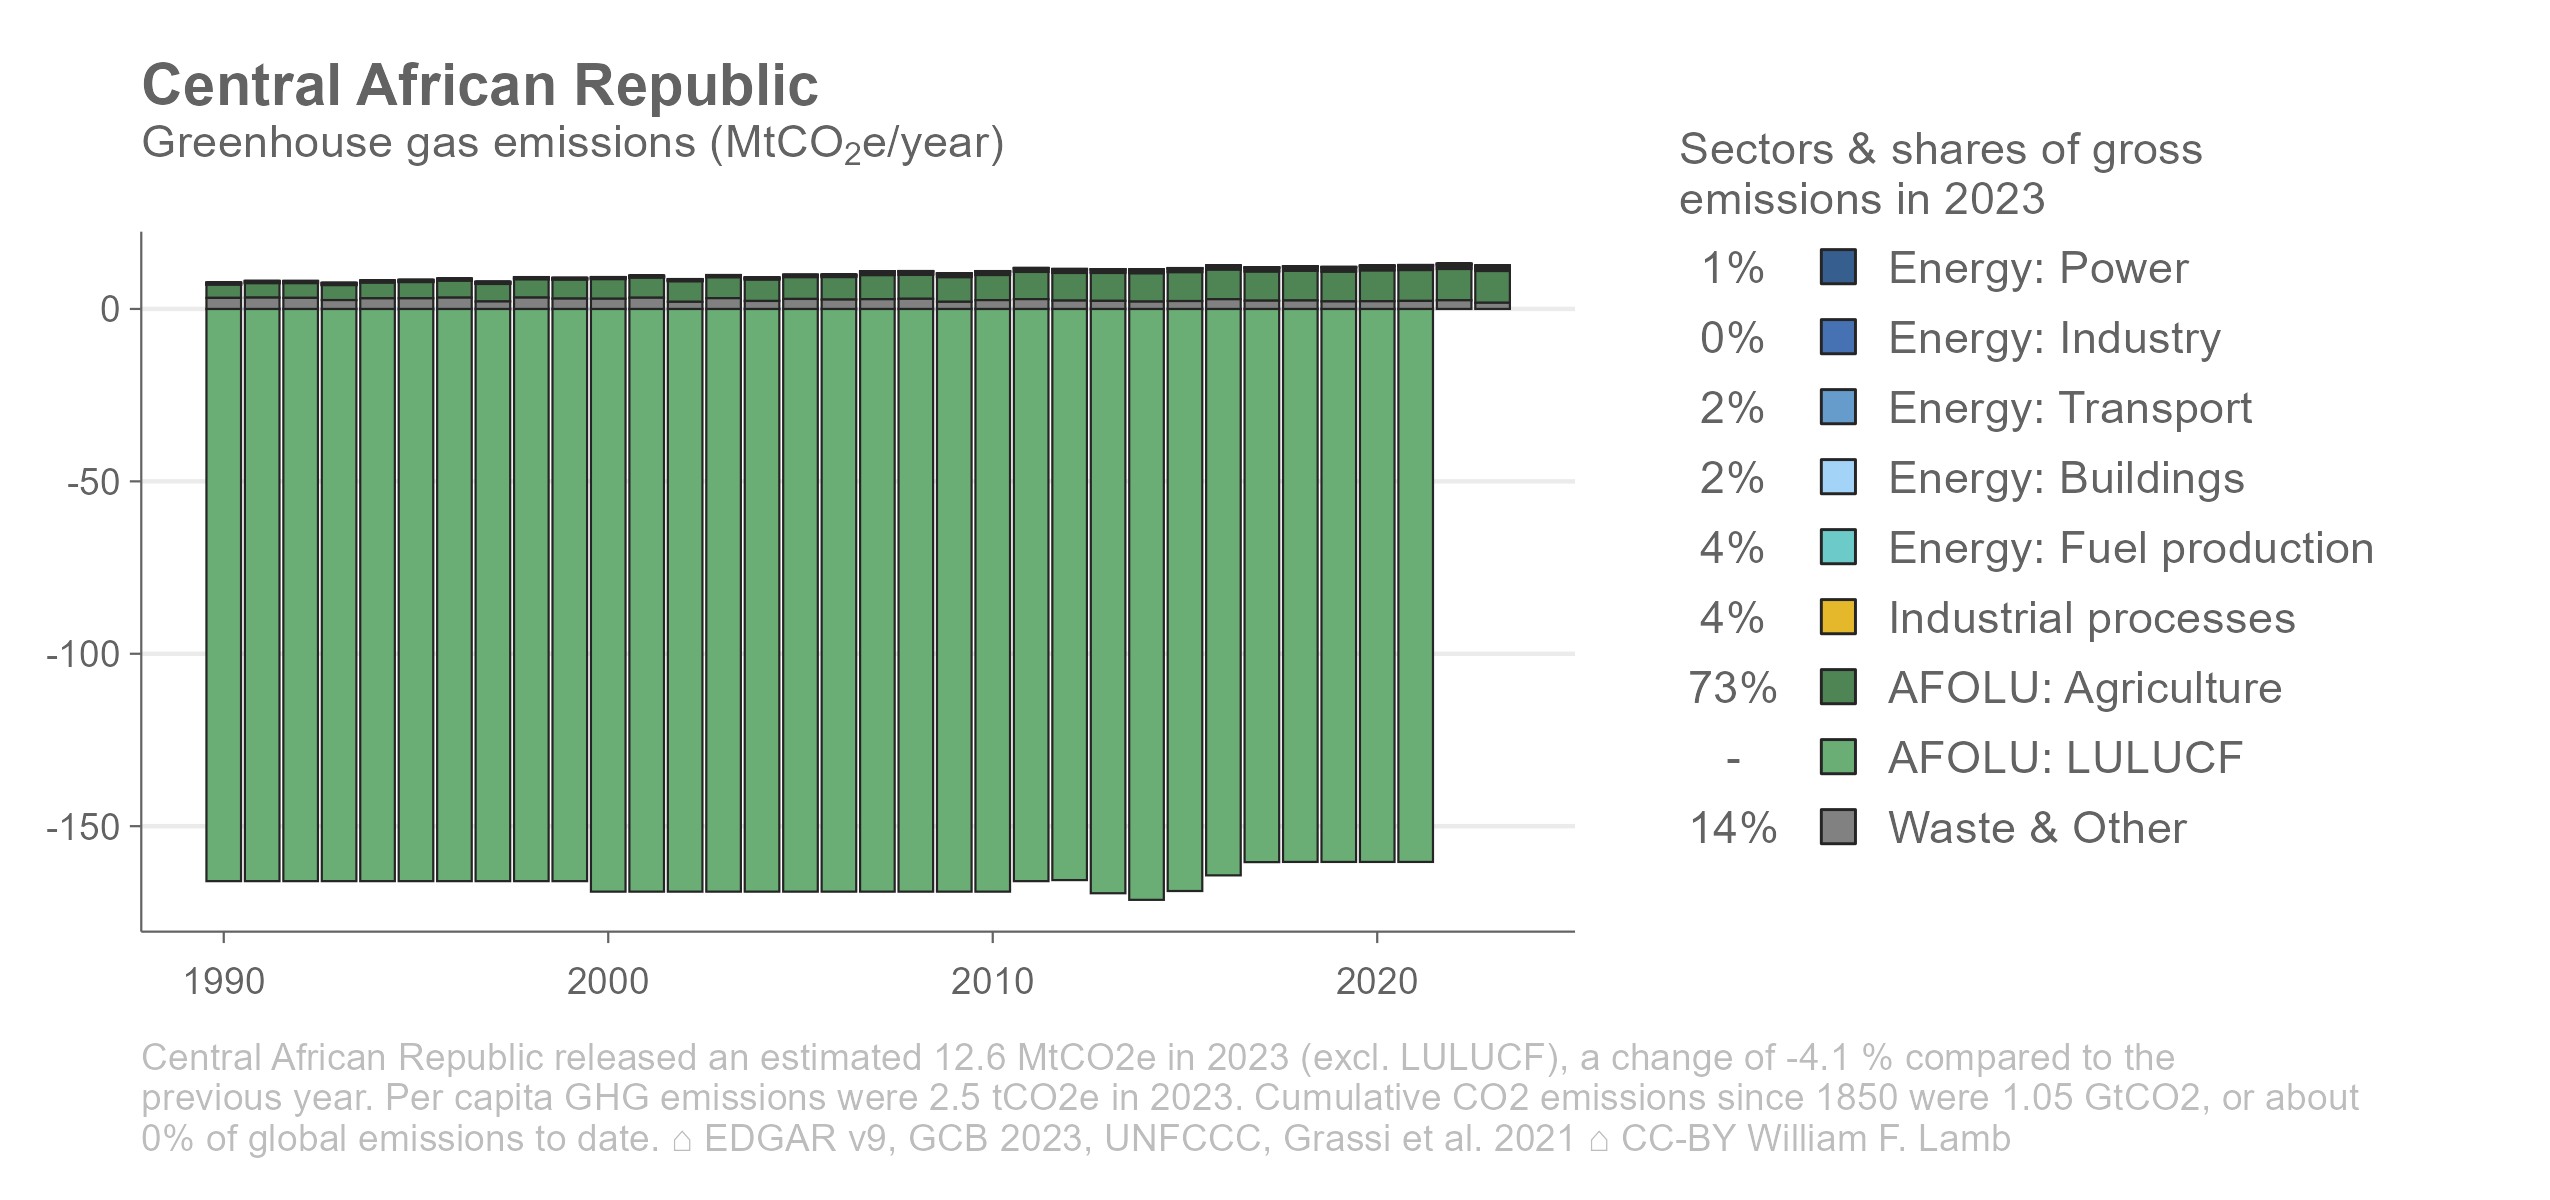 Central African Republic
Greenhouse gas emissions (MtCO₂e/year)
Sectors & shares of gross
emissions in 2023
1% Energy: Power
0% Energy: Industry
2% Energy: Transport
2% Energy: Buildings
4% Energy: Fuel production
4% Industrial processes
73% AFOLU: Agriculture
- AFOLU: LULUCF
14% Waste & Other
0
-50
-100
-150
1990 2000 2010 2020
Central African Republic released an estimated 12.6 MtCO2e in 2023 (excl. LULUCF), a change of -4.1 % compared to the
previous year. Per capita GHG emissions were 2.5 tCO2e in 2023. Cumulative CO2 emissions since 1850 were 1.05 GtCO2, or about
0% of global emissions to date. ⌂ EDGAR v9, GCB 2023, UNFCCC, Grassi et al. 2021 ⌂ CC-BY William F. Lamb